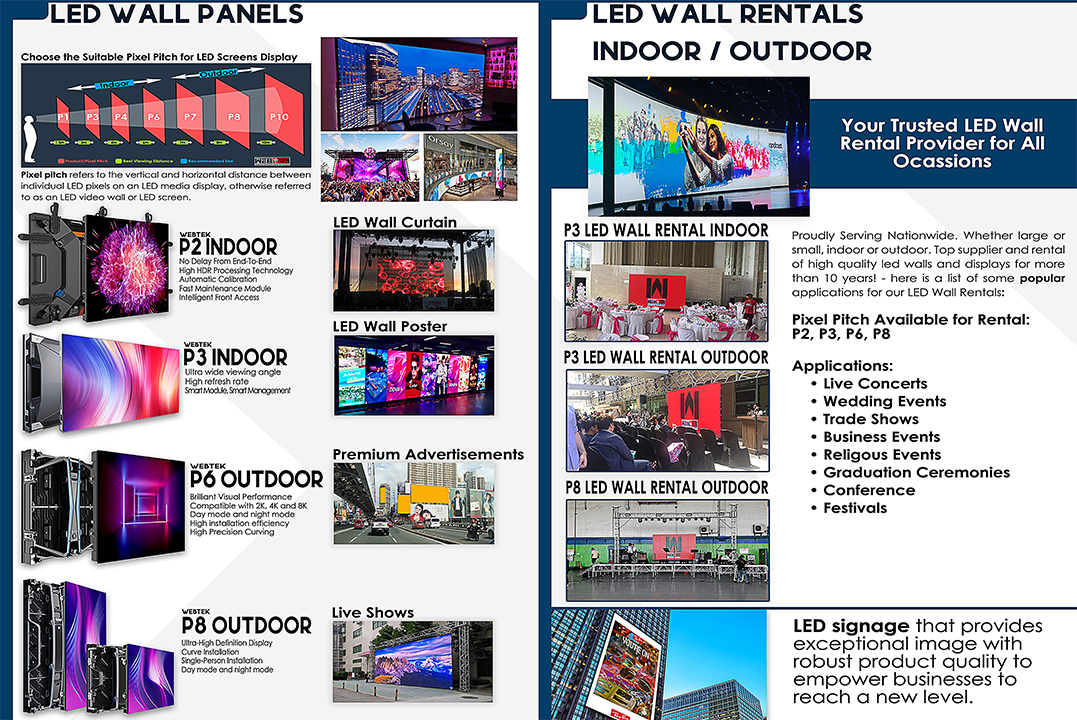 LED WALL PANELS
Choose the Suitable Pixel Pitch for LED Screens Display
Indoor
Outdoor
P1
P3
P4
P6
P7
P8
P10
Product/Pixel Pitch
Best Viewing Distance
Recommended Use
Pixel pitch refers to the vertical and horizontal distance between
individual LED pixels on an LED media display, otherwise referred
to as an LED video wall or LED screen.
WEBTEK
P2 INDOOR
No Delay From End-To-End
High HDR Processing Technology
Automatic Calibration
Fast Maintenance Module
Intelligent Front Access
WEBTEK
P3 INDOOR
Ultra wide viewing angle
High refresh rate
Smart Module, Smart Management
WEBTEK
P6 OUTDOOR
Brilliant Visual Performance
Compatible with 2K, 4K and 8K
Day mode and night mode
High installation efficiency
High Precision Curving
WEBTEK
P8 OUTDOOR
Ultra-High Definition Display
Curve Installation
Single-Person Installation
Day mode and night mode
LED Wall Curtain
LED Wall Poster
Premium Advertisements
Live Shows
LED WALL RENTALS
INDOOR / OUTDOOR
Your Trusted LED Wall
Rental Provider for All
Ocassions
P3 LED WALL RENTAL INDOOR
P3 LED WALL RENTAL OUTDOOR
P8 LED WALL RENTAL OUTDOOR
Proudly Serving Nationwide. Whether large or
small, indoor or outdoor. Top supplier and rental
of high quality led walls and displays for more
than 10 years! - here is a list of some popular
applications for our LED Wall Rentals:
Pixel Pitch Available for Rental:
P2, P3, P6, P8
Applications:
• Live Concerts
• Wedding Events
• Trade Shows
• Business Events
• Religous Events
• Graduation Ceremonies
• Conference
• Festivals
LED signage that provides
exceptional image with
robust product quality to
empower businesses to
reach a new level.